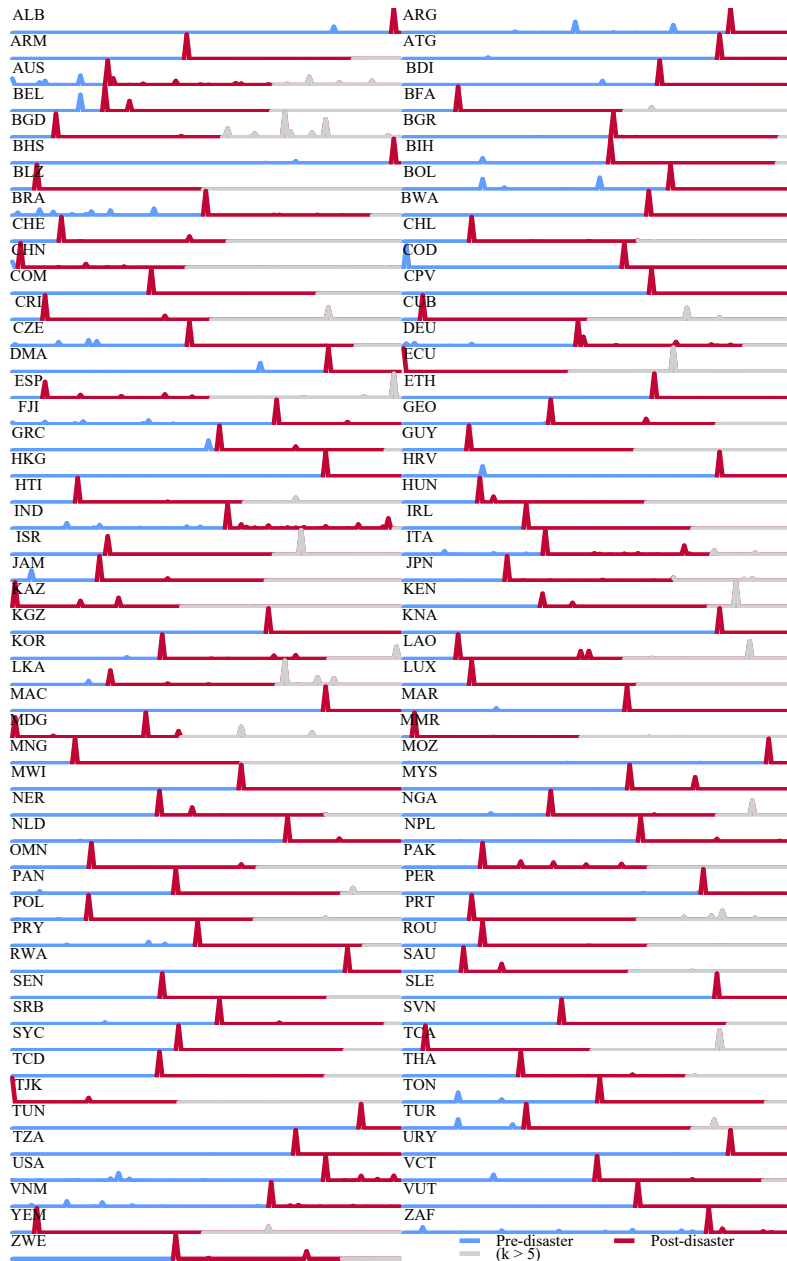 ALB ARG
ARM ATG
AUS BDI
BEL BFA
BGD BGR
BHS BIH
BLZ BOL
BRA BWA
CHE CHL
CHN COD
COM CPV
CRI CUB
CZE DEU
DMA ECU
ESP ETH
FJI GEO
GRC GUY
HKG HRV
HTI HUN
IND IRL
ISR ITA
JAM JPN
KAZ KEN
KGZ KNA
KOR LAO
LKA LUX
MAC MAR
MDG MMR
MNG MOZ
MWI MYS
NER NGA
NLD NPL
OMN PAK
PAN PER
POL PRT
PRY ROU
RWA SAU
SEN SLE
SRB SVN
SYC TCA
TCD THA
TJK TON
TUN TUR
TZA URY
USA VCT
VNM VUT
YEM ZAF
ZWE Pre-disaster Post-disaster
(k > 5)